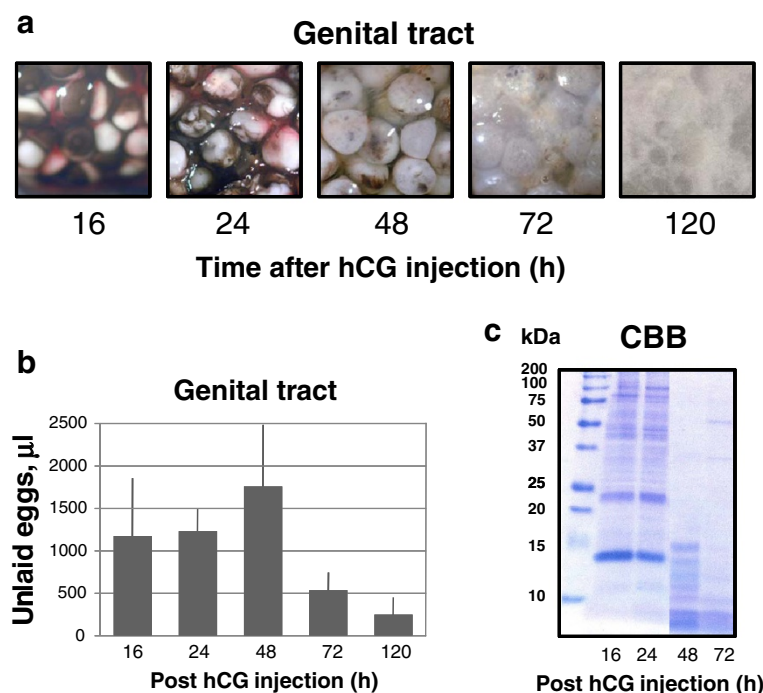 a
Genital tract
16 24 48 72 120
Time after hCG injection (h)
b
Genital tract
Unlaid eggs, µl
2500
2000
1500
1000
500
0
16 24 48 72 120
Post hCG injection (h)
c kDa CBB
200
100
75
50
37
25
20
15
10
16 24 48 72
Post hCG injection (h)